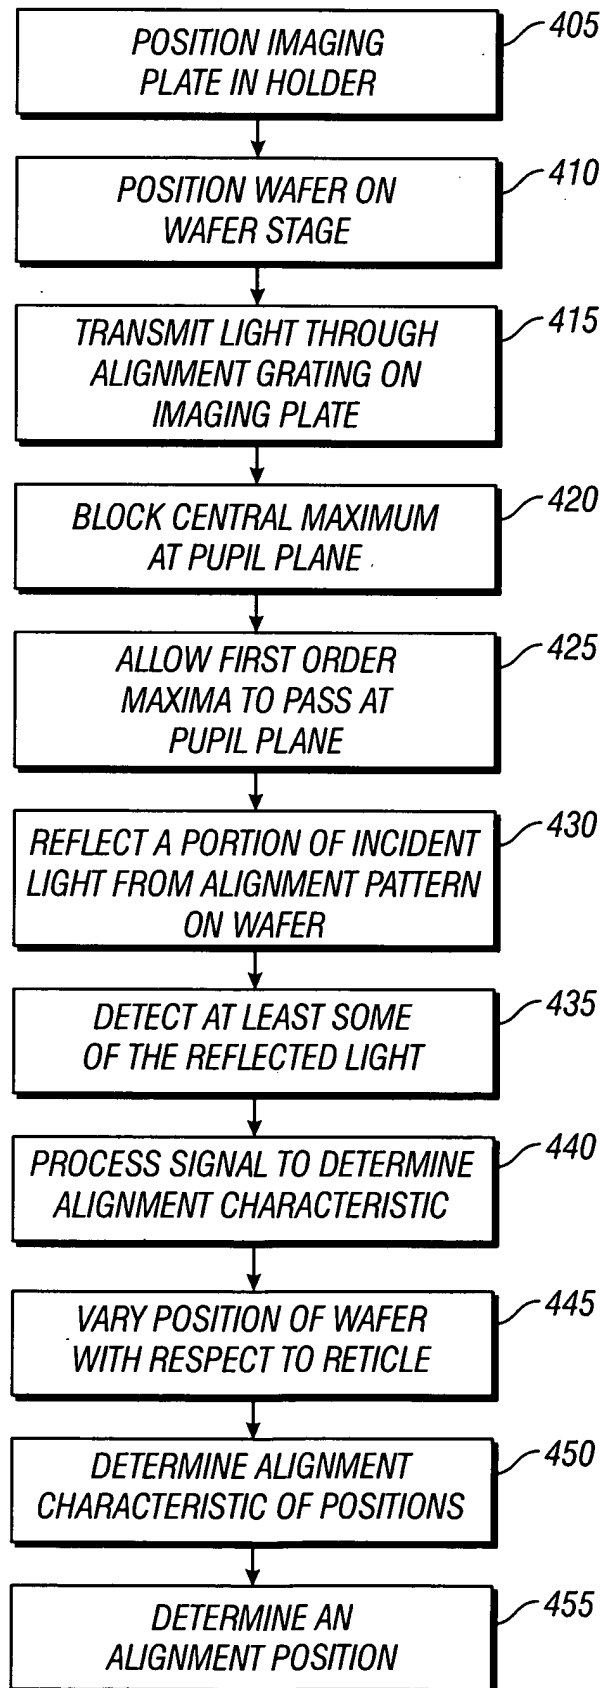 POSITION IMAGING
PLATE IN HOLDER
405
POSITION WAFER ON
WAFER STAGE
410
TRANSMIT LIGHT THROUGH
ALIGNMENT GRATING ON
IMAGING PLATE
415
BLOCK CENTRAL MAXIMUM
AT PUPIL PLANE
420
ALLOW FIRST ORDER
MAXIMA TO PASS AT
PUPIL PLANE
425
REFLECT A PORTION OF INCIDENT
LIGHT FROM ALIGNMENT PATTERN
ON WAFER
430
DETECT AT LEAST SOME
OF THE REFLECTED LIGHT
435
PROCESS SIGNAL TO DETERMINE
ALIGNMENT CHARACTERISTIC
440
VARY POSITION OF WAFER
WITH RESPECT TO RETICLE
445
DETERMINE ALIGNMENT
CHARACTERISTIC OF POSITIONS
450
DETERMINE AN
ALIGNMENT POSITION
455